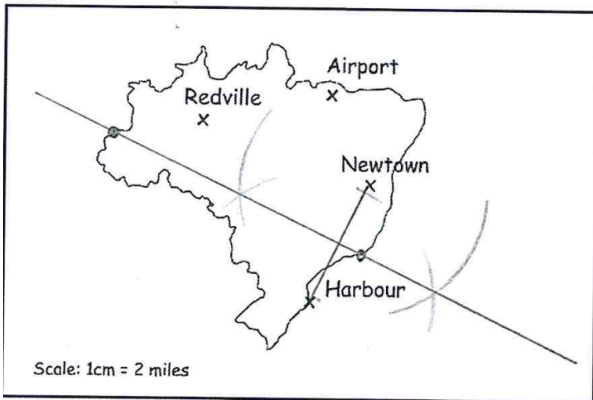 Airport
Redville
Newtown
Harbour
Scale: 1cm = 2 miles